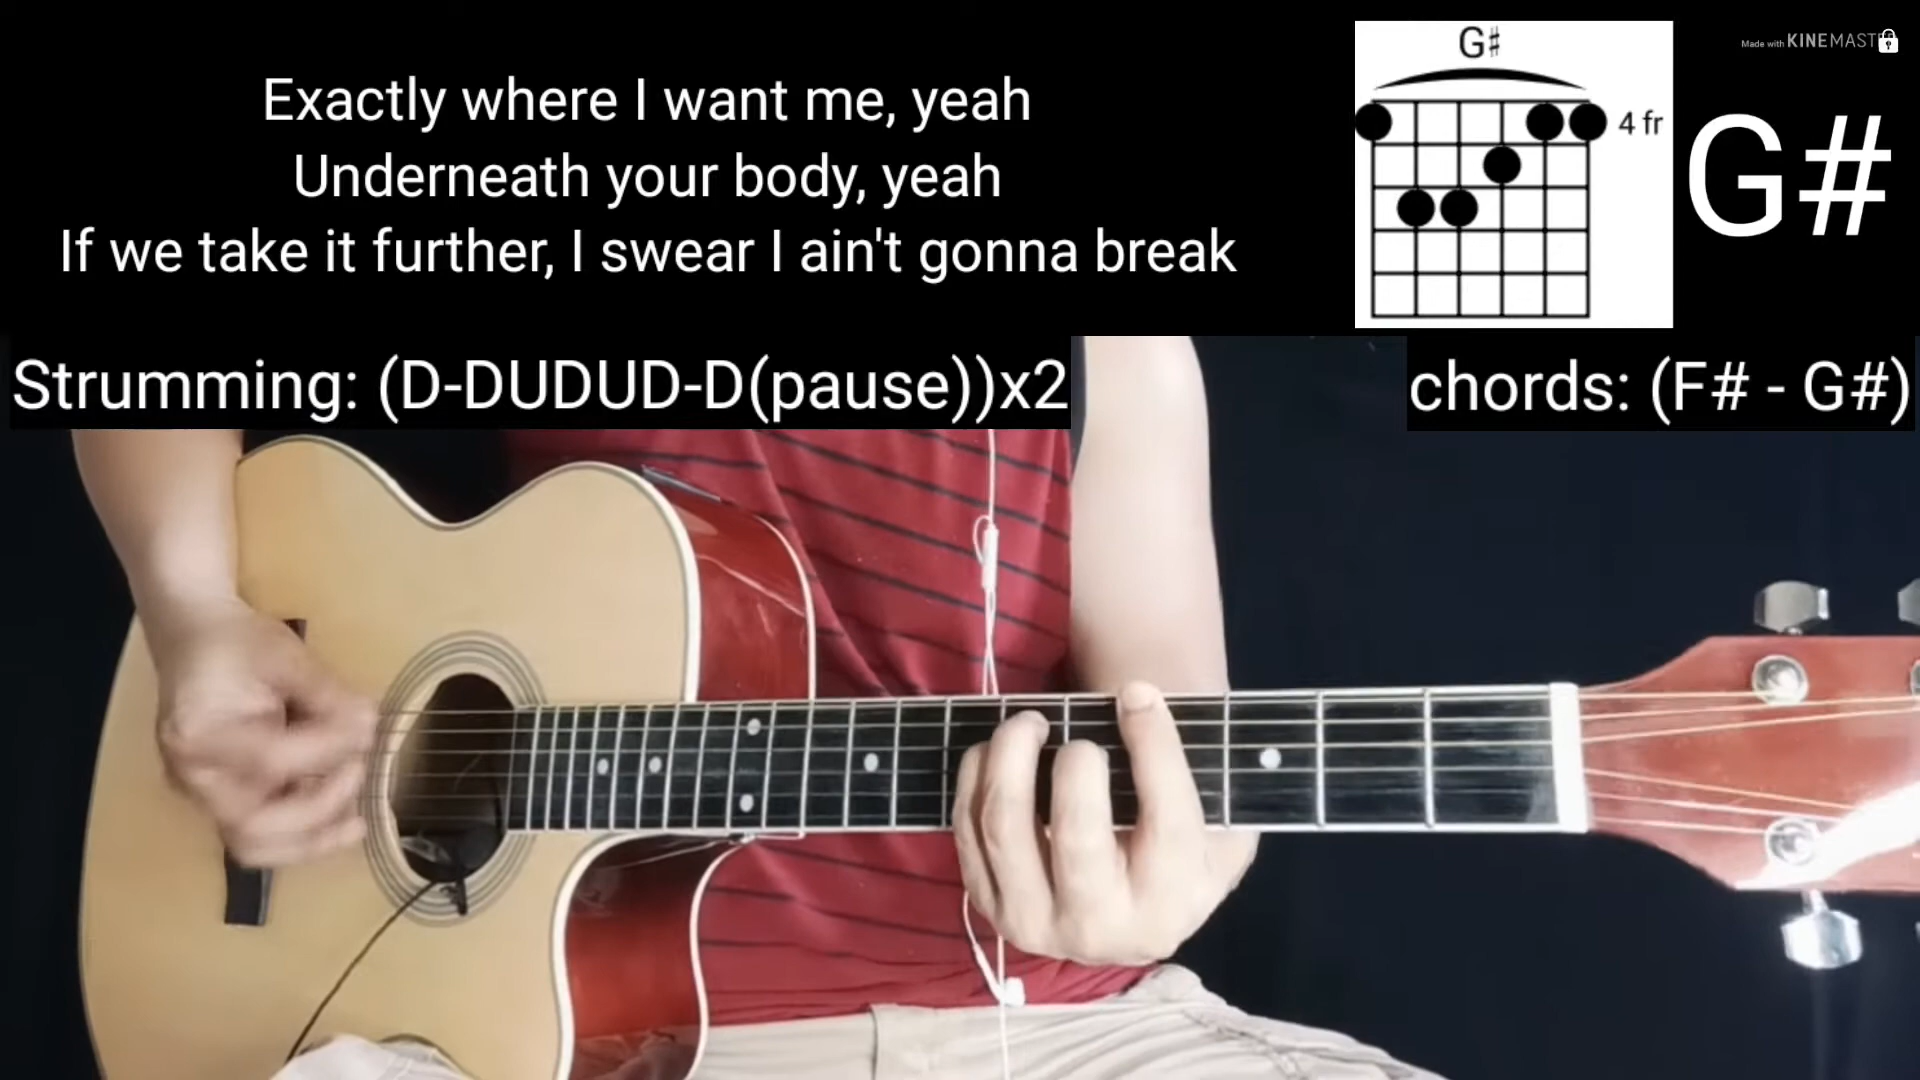 Exactly where I want me, yeah
Underneath your body, yeah
If we take it further, I swear I ain't gonna break
G#
4 fr
G#
Made with KINEMAST
Strumming: (D-DUDUD-D(pause))x2
chords: (F# - G#)